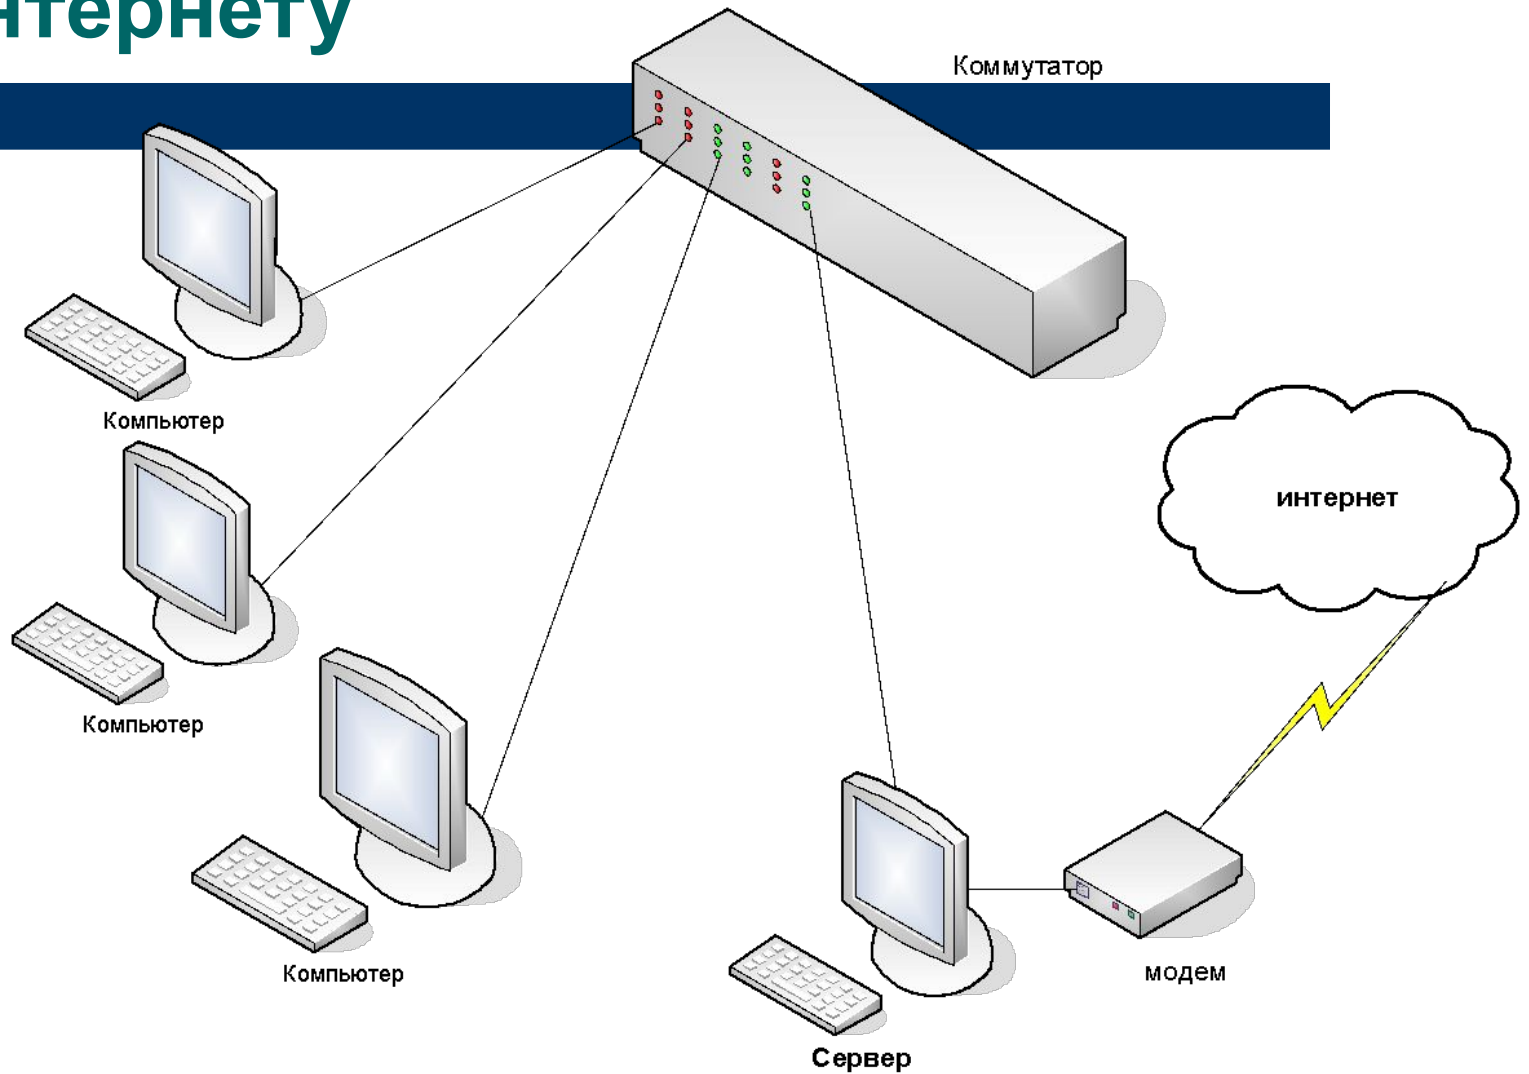 нтернету
Коммутатор
Компьютер
интернет
Компьютер
Компьютер
модем
Сервер